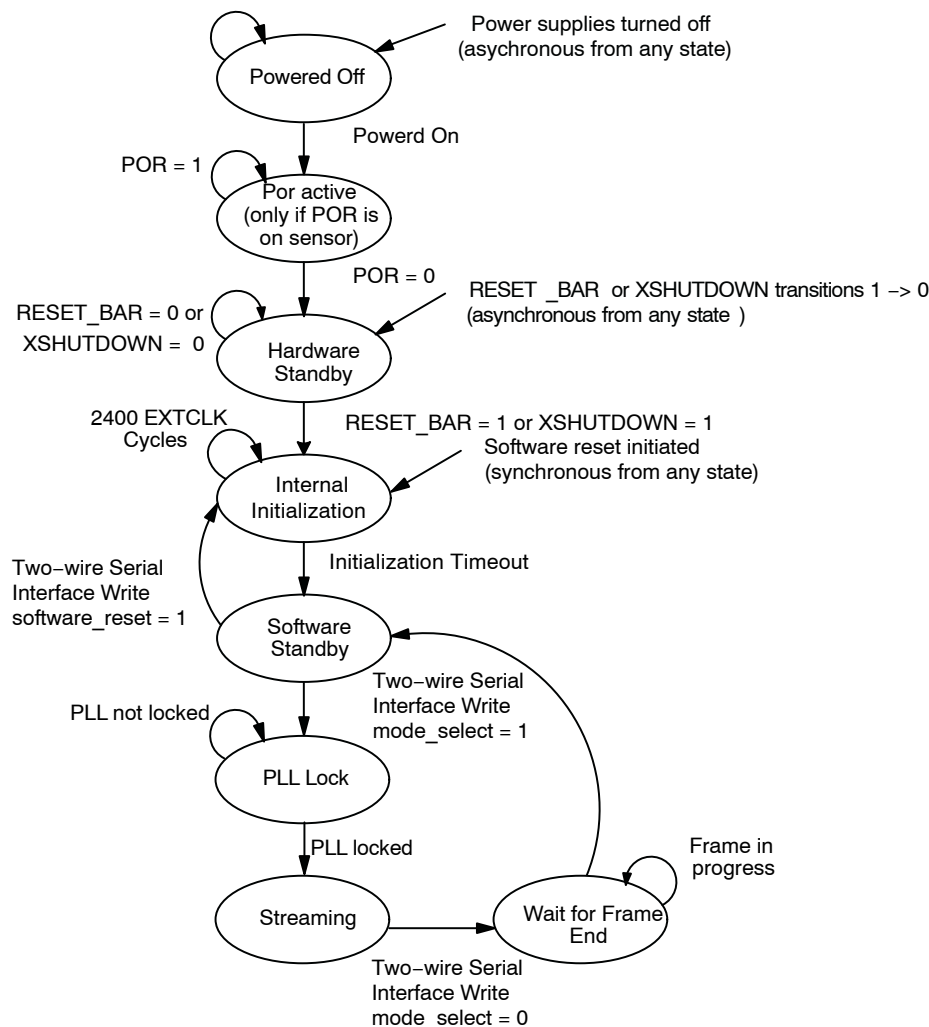 Power supplies turned off
(asychronous from any state)
Powered Off
Powerd On
POR = 1
Por active
(only if POR is
on sensor)
POR = 0
RESET _BAR or XSHUTDOWN transitions 1 −> 0
(asynchronous from any state )
RESET_BAR = 0 or
XSHUTDOWN = 0
Hardware
Standby
2400 EXTCLK
Cycles
RESET_BAR = 1 or XSHUTDOWN = 1
Software reset initiated
(synchronous from any state)
Internal
Initialization
Initialization Timeout
Two−wire Serial
Interface Write
software_reset = 1
Software
Standby
Two−wire Serial
Interface Write
mode_select = 1
PLL not locked
PLL Lock
PLL locked
Frame in
progress
Streaming
Wait for Frame
End
Two−wire Serial
Interface Write
mode_select = 0